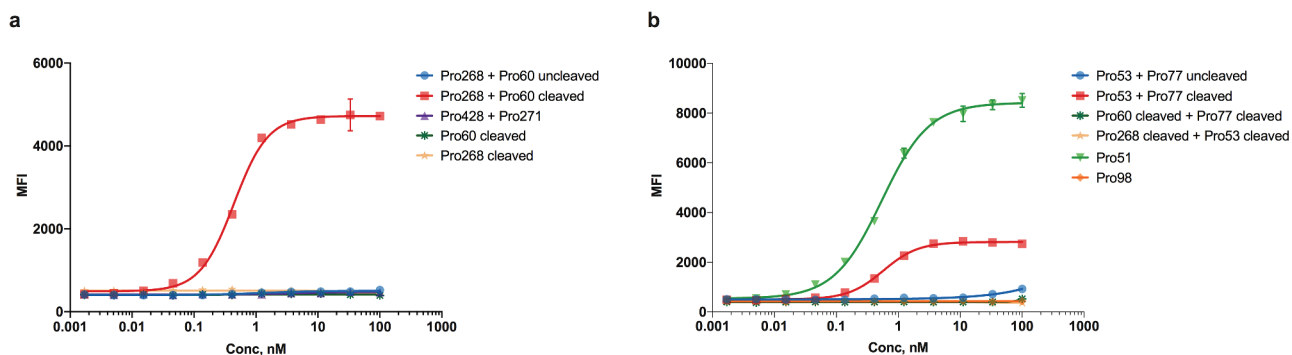 a
6000
4000
2000
0
MFI
0.001 0.01 0.1 1 10 100 1000
Conc, nM
Pro268 + Pro60 uncleaved
Pro268 + Pro60 cleaved
Pro428 + Pro271
Pro60 cleaved
Pro268 cleaved
b
10000
8000
6000
4000
2000
0
MFI
0.001 0.01 0.1 1 10 100 1000
Conc, nM
Pro53 + Pro77 uncleaved
Pro53 + Pro77 cleaved
Pro60 cleaved + Pro77 cleaved
Pro268 cleaved + Pro53 cleaved
Pro51
Pro98